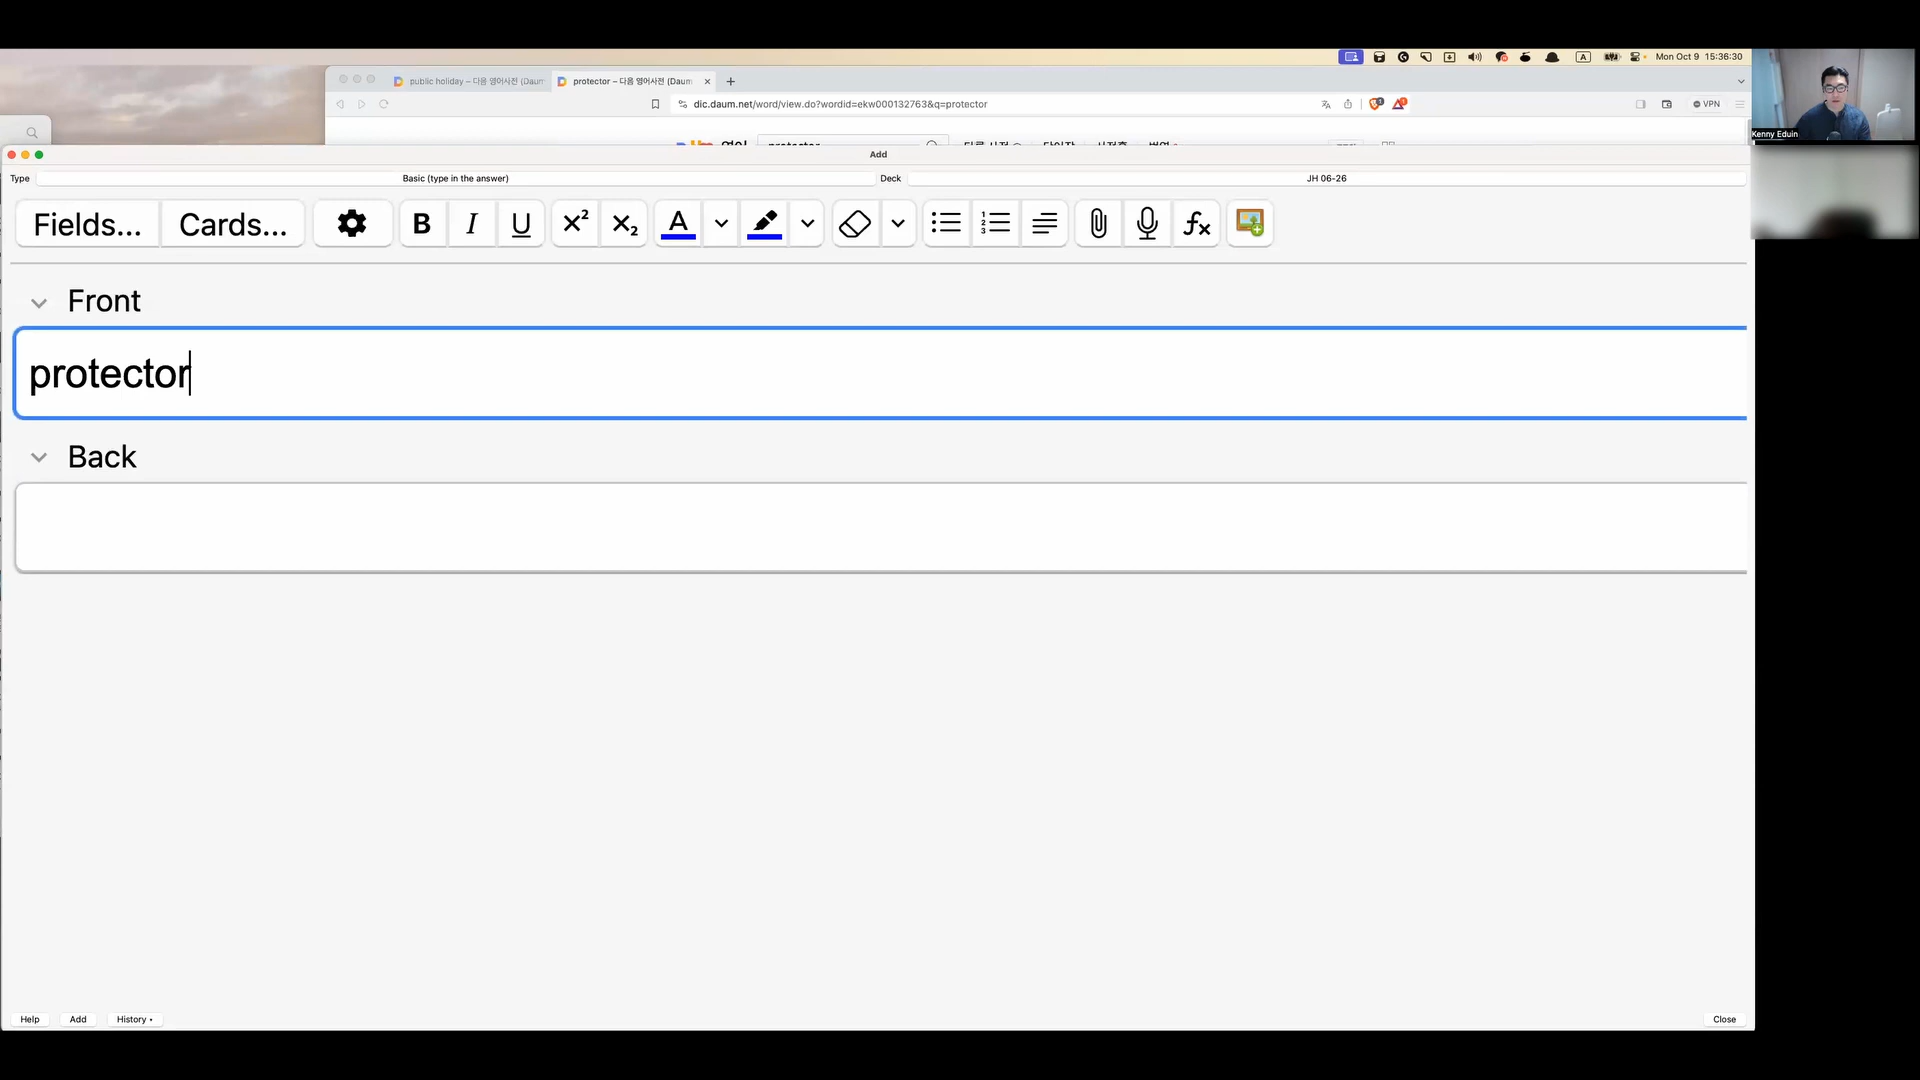 Mon Oct 9 15:36:30
public holiday – 다음 영어사전 (Daum
protector – 다음 영어사전 (Daum
dic.daum.net/word/view.do?wordid=ekw000132763&q=protector
VPN
Kenny Eduin
Add
Type
Basic (type in the answer)
Deck
JH 06-26
Fields...
Cards...
Front
protector
Back
Help
Add
History
Close